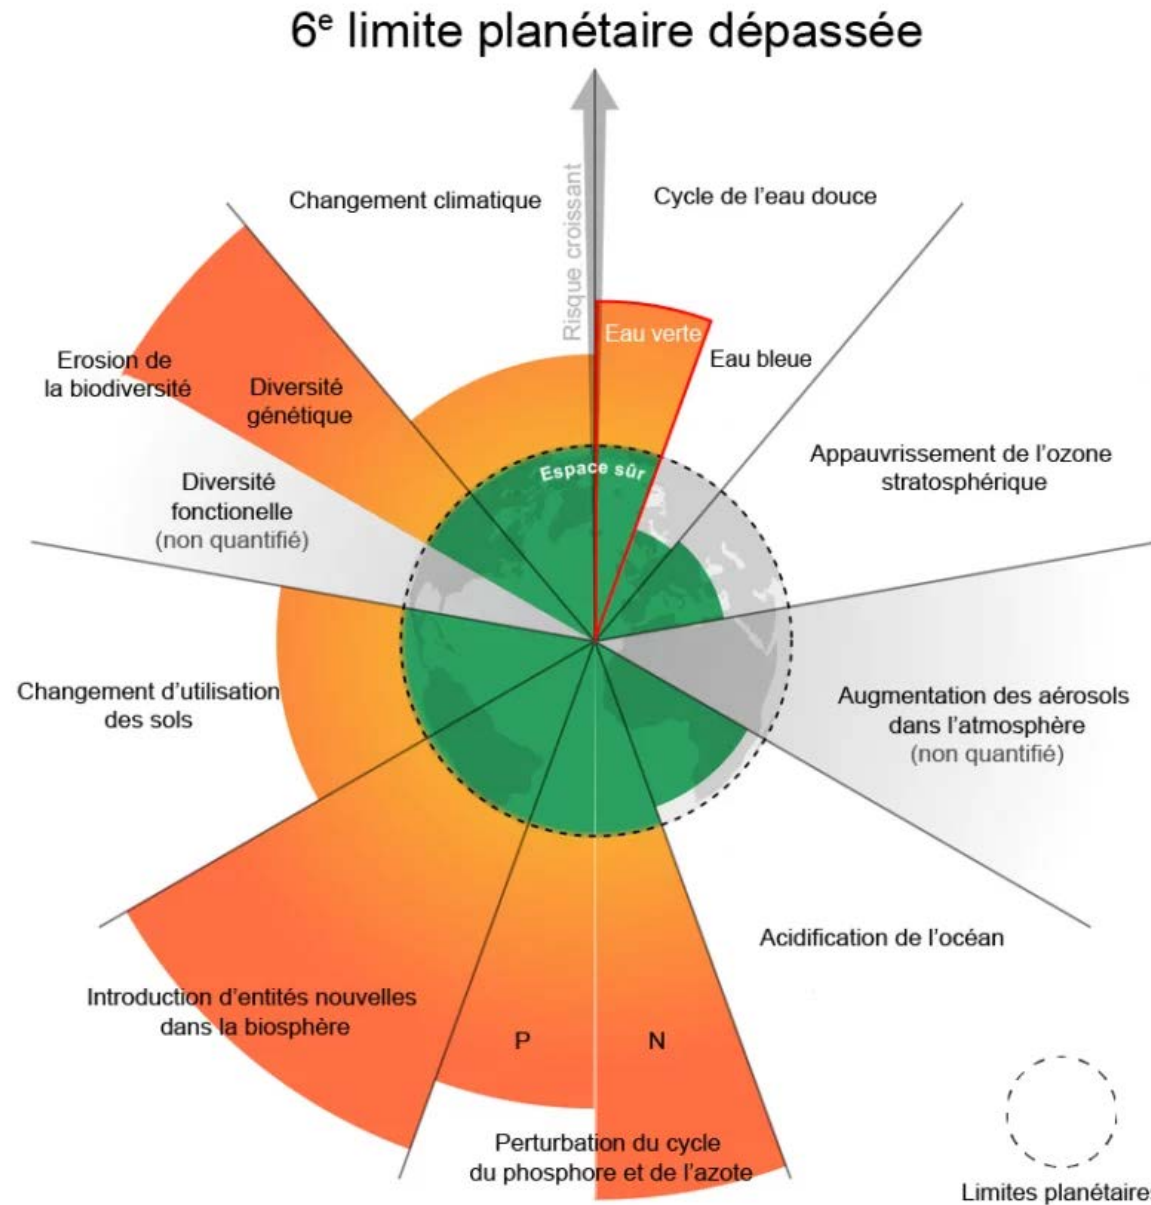 6e limite planétaire dépassée
Risque croissant
Changement climatique
Cycle de l'eau douce
Eau verte
Eau bleue
Erosion de
la biodiversité
Diversité
génétique
Appauvrissement de l'ozone
stratosphérique
Espace sûr
Diversité
fonctionelle
(non quantifié)
Changement d'utilisation
des sols
Augmentation des aérosols
dans l'atmosphère
(non quantifié)
Acidification de l'océan
Introduction d'entités nouvelles
dans la biosphère
P
N
Perturbation du cycle
du phosphore et de l'azote
Limites planétaires